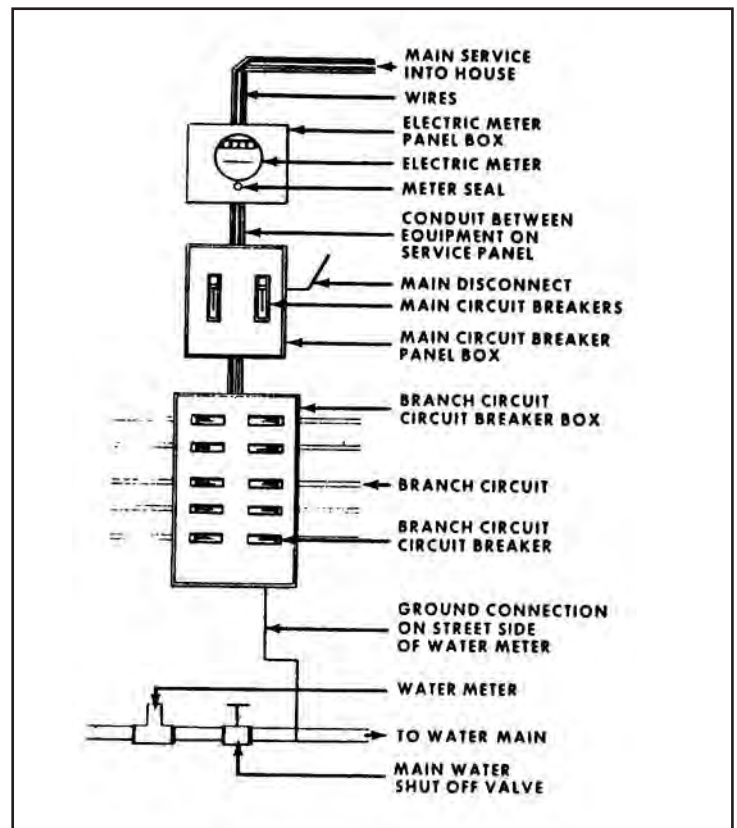 MAIN SERVICE
INTO HOUSE
WIRES
ELECTRIC METER
PANEL BOX
ELECTRIC METER
METER SEAL
CONDUIT BETWEEN
EQUIPMENT ON
SERVICE PANEL
MAIN DISCONNECT
MAIN CIRCUIT BREAKERS
MAIN CIRCUIT BREAKER
PANEL BOX
BRANCH CIRCUIT
CIRCUIT BREAKER BOX
BRANCH CIRCUIT
BRANCH CIRCUIT
CIRCUIT BREAKER
GROUND CONNECTION
ON STREET SIDE
OF WATER METER
WATER METER
TO WATER MAIN
MAIN WATER
SHUT OFF VALVE